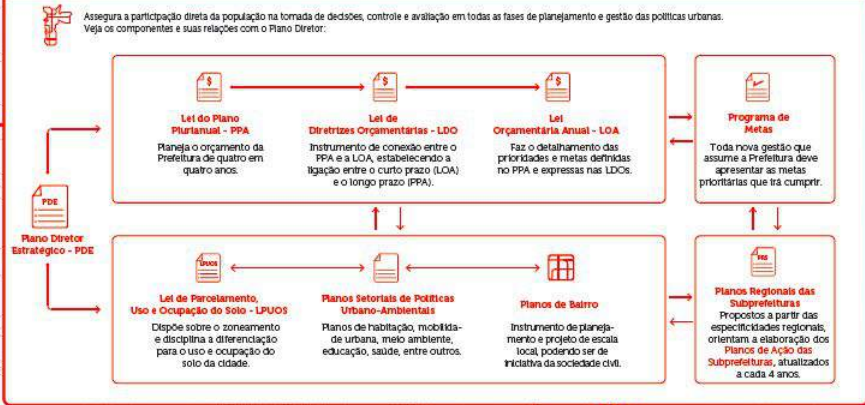 Assegura a participação direta da população na tomada de decisões, controle e avaliação em todas as fases de planejamento e gestão das políticas urbanas.
Veja os componentes e suas relações com o Plano Diretor:
$
Lei do Plano
Plurianual - PPA
Planeja o orçamento da
Prefeitura de quatro em
quatro anos.
$
Lei de
Diretrizes Orçamentárias - LDO
Instrumento de conexão entre o
PPA e a LOA, estabelecendo a
ligação entre o curto prazo (LOA)
e o longo prazo (PPA).
$
Lei
Orçamentária Anual - LOA
Faz o detalhamento das
prioridades e metas definidas
no PPA e expressas nas LDOs.
Programa de
Metas
Toda nova gestão que
assume a Prefeitura deve
apresentar as metas
prioritárias que irá cumprir.
PDE
Plano Diretor
Estratégico - PDE
LPUOS
Lei de Parcelamento,
Uso e Ocupação do Solo - LPUOS
Dispõe sobre o zoneamento
e disciplina a diferenciação
para o uso e ocupação do
solo da cidade.
Planos Setoriais de Políticas
Urbano-Ambientais
Planos de habitação, mobilida-
de urbana, meio ambiente,
educação, saúde, entre outros.
Planos de Bairro
Instrumento de planeja-
mento e projeto de escala
local, podendo ser de
iniciativa da sociedade civil.
PRS
Planos Regionais das
Subprefeituras
Propostos a partir das
especificidades regionais,
orientam a elaboração dos
Planos de Ação das
Subprefeituras, atualizados
a cada 4 anos.